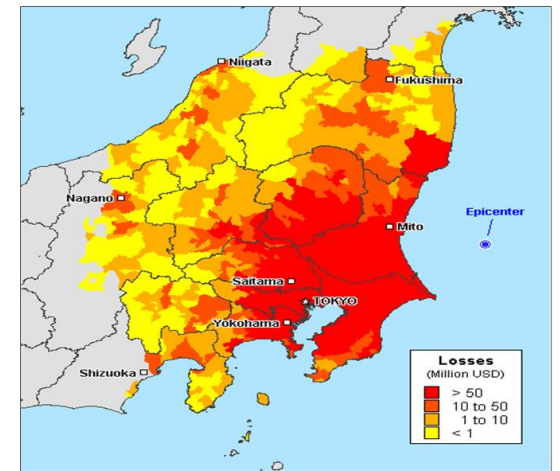 Niigata
Fukushima
Nagano
Epicenter
Mito
Saitama
TOKYO
Yokohama
Shizuoka
Losses
(Million USD)
> 50
10 to 50
1 to 10
< 1